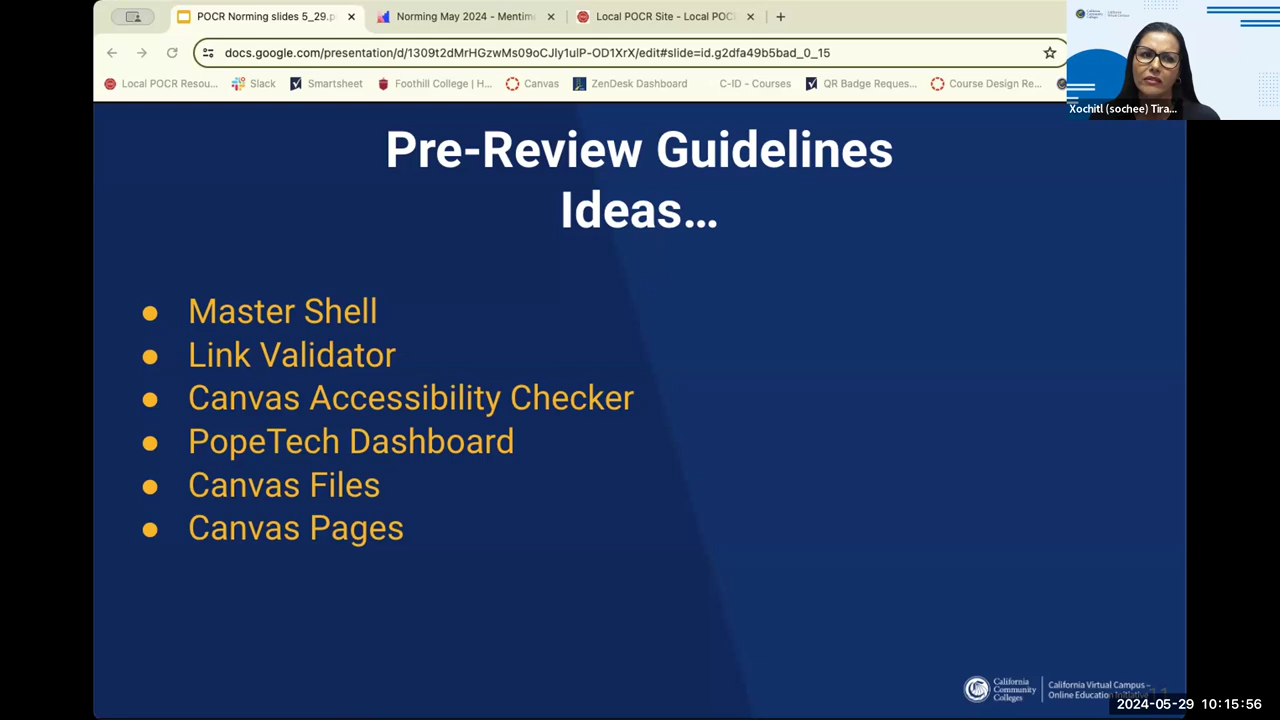 POCR Norming slides 5_29.p
Norming May 2024 - Mentim
Local POCR Site - Local POC
docs.google.com/presentation/d/1309t2dMrHGzwMs09oCJly1ulP-OD1XrX/edit#slide=id.g2dfa49b5bad_0_15
Local POCR Resou...
Slack
Smartsheet
Foothill College | H...
Canvas
ZenDesk Dashboard
C-ID - Courses
QR Badge Reques...
Course Design Re...
Xochitl (sochee) Tira...
Pre-Review Guidelines
Ideas...
● Master Shell
● Link Validator
● Canvas Accessibility Checker
● PopeTech Dashboard
● Canvas Files
● Canvas Pages
California
Community
Colleges
California Virtual Campus –
Online Education Initiative
2024-05-29 10:15:56